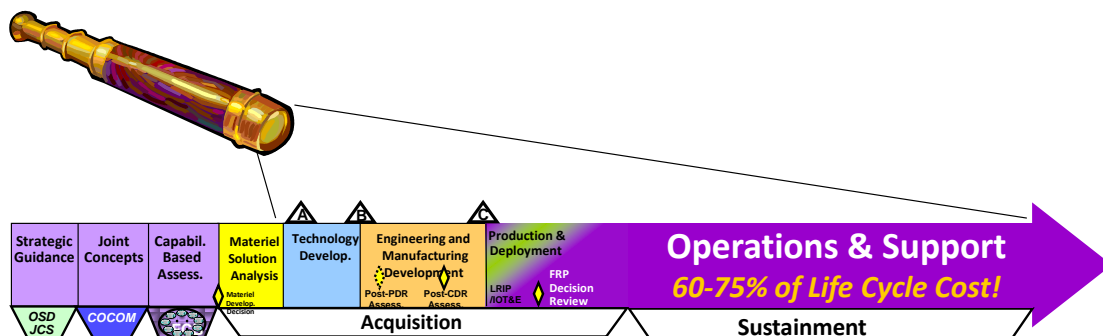 A
B
C
Strategic
Guidance
Joint
Concepts
Capabil.
Based
Assess.
Materiel
Solution
Analysis
Materiel
Develop.
Decision
Technology
Develop.
Engineering and
Manufacturing
Development
Post-PDR
Assess.
Post-CDR
Assess.
Production &
Deployment
LRIP
/IOT&E
FRP
Decision
Review
Operations & Support
60-75% of Life Cycle Cost!
OSD
JCS
COCOM
Acquisition
Sustainment